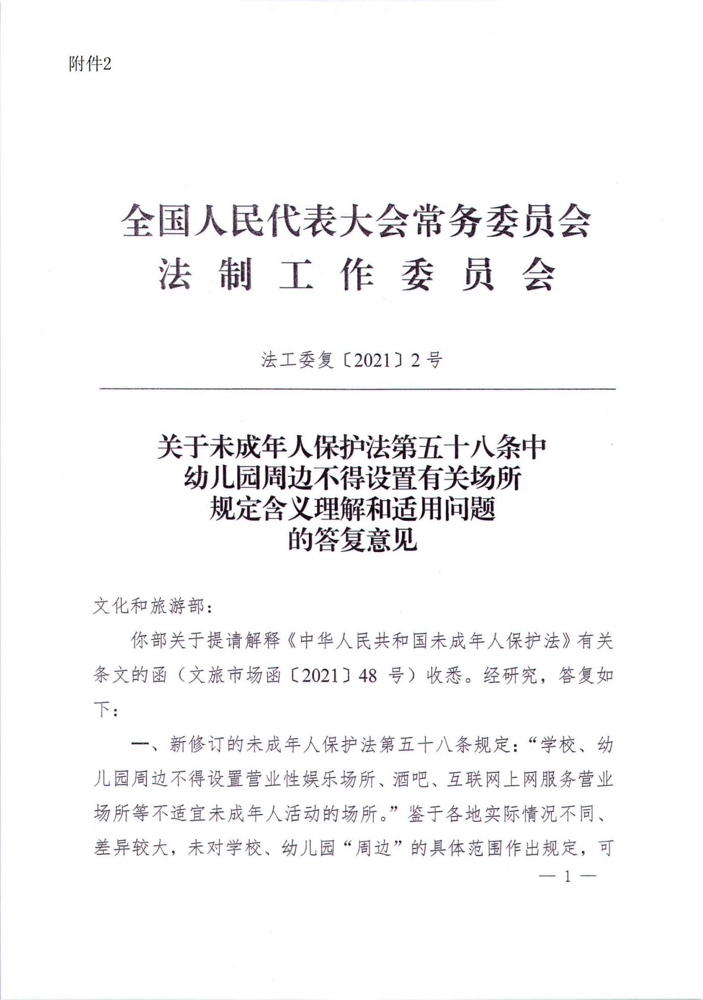 附件2
全国人民代表大会常务委员会
法制工作委员会
法工委复〔2021〕2号
关于未成年人保护法第五十八条中
幼儿园周边不得设置有关场所
规定含义理解和适用问题
的答复意见
文化和旅游部：
你部关于提请解释《中华人民共和国未成年人保护法》有关
条文的函（文旅市场函〔2021〕48 号）收悉。经研究，答复如
下：
一、新修订的未成年人保护法第五十八条规定：“学校、幼
儿园周边不得设置营业性娱乐场所、酒吧、互联网上网服务营业
场所等不适宜未成年人活动的场所。”鉴于各地实际情况不同、
差异较大，未对学校、幼儿园“周边”的具体范围作出规定，可
— 1 —